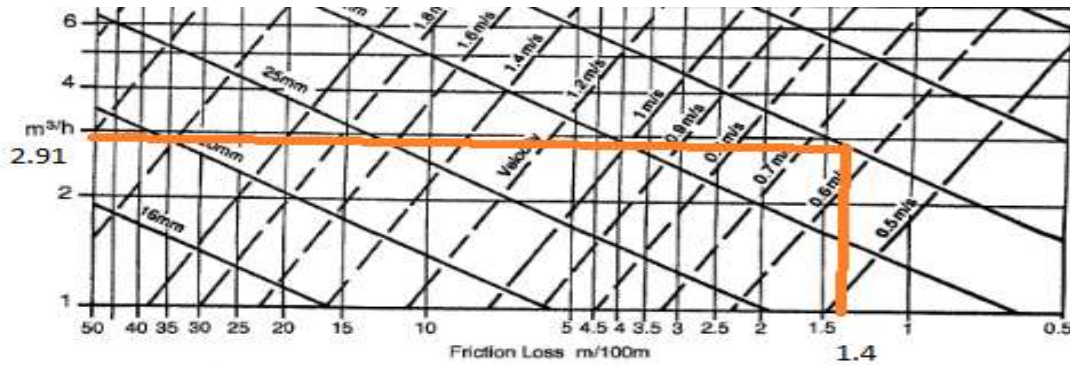 6
4
m³/h
2.91
2
1
1.8m/s
1.6m/s
1.4m/s
1.2m/s
1m/s
0.9m/s
0.7m/s
0.6m/s
0.5m/s
Velocity
25mm
16mm
50 40 35 30 25 20 15 10 5 4.5 4 3.5 3 2.5 2 1.5 1 0.5
Friction Loss m/100m
1.4